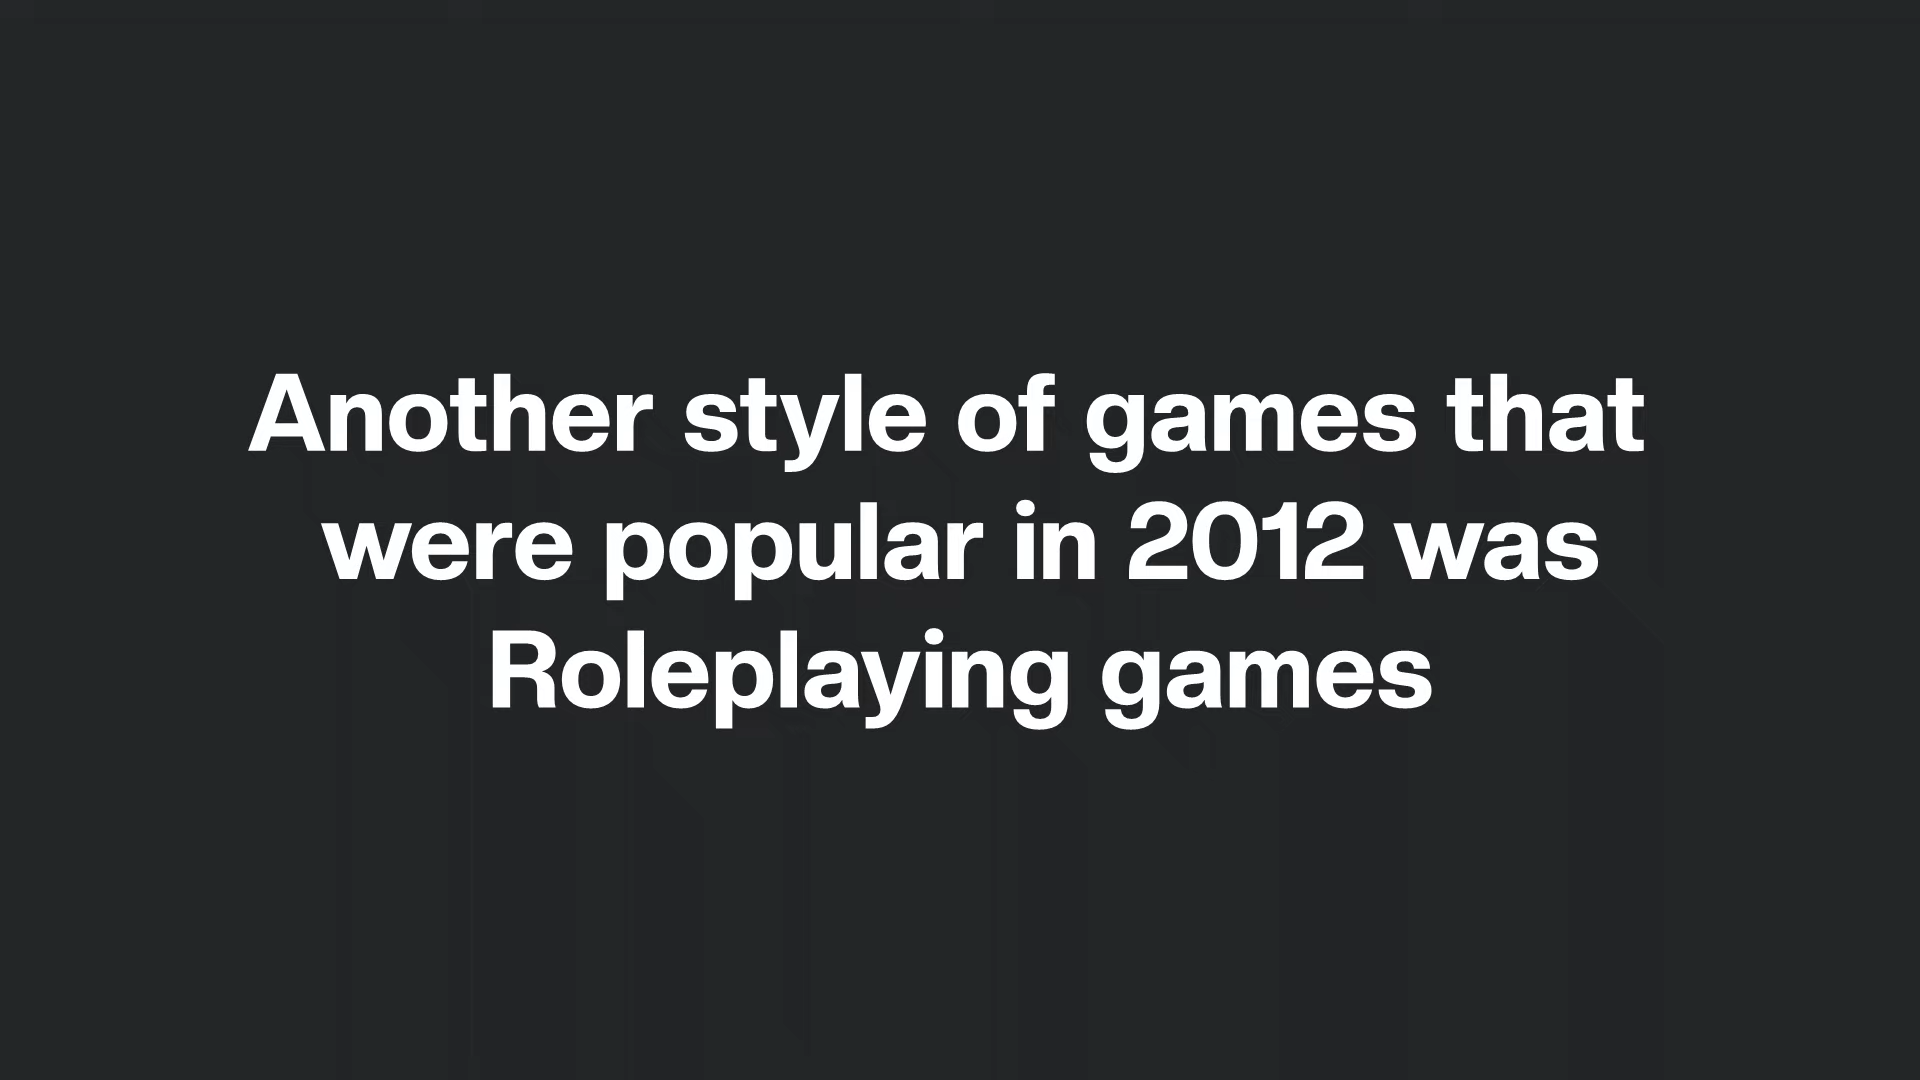 Another style of games that
were popular in 2012 was
Roleplaying games